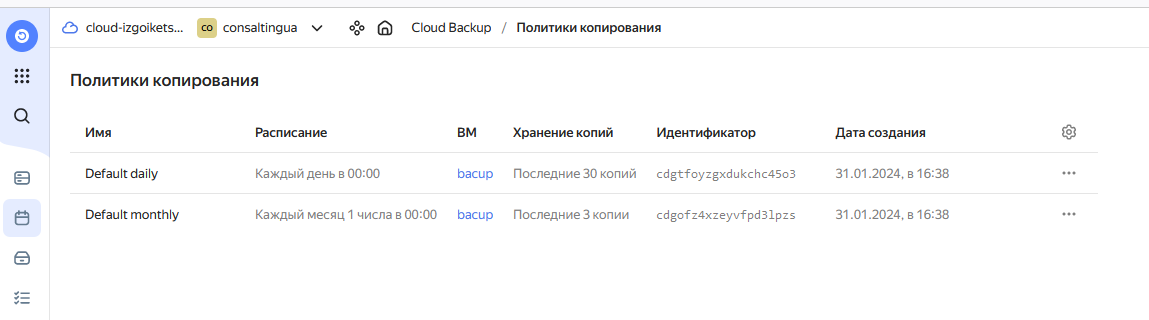 cloud-izgoikets... co consaltingua Cloud Backup / Политики копирования
Политики копирования
Имя Расписание ВМ Хранение копий Идентификатор Дата создания
Default daily Каждый день в 00:00 bacup Последние 30 копий cdgtfoyzgxdukchc45o3 31.01.2024, в 16:38
Default monthly Каждый месяц 1 числа в 00:00 bacup Последние 3 копии cdgofz4xzeyvfpd3lpzs 31.01.2024, в 16:38